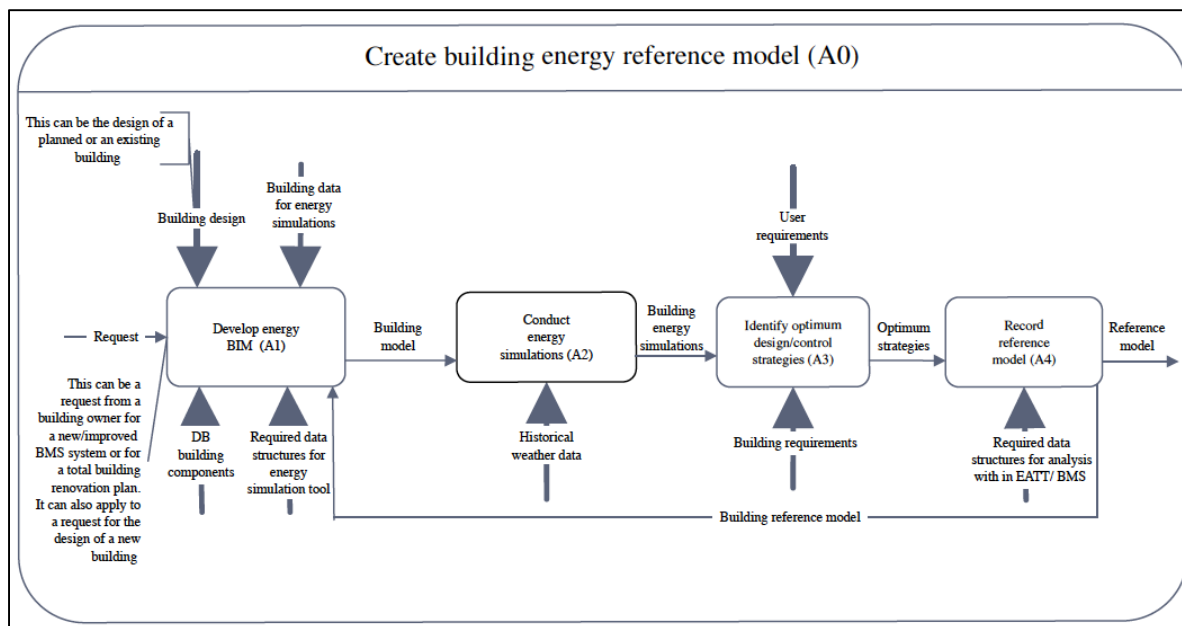 Create building energy reference model (A0)
This can be the design of a
planned or an existing
building
Building design
Building data
for energy
simulations
User
requirements
Request
Develop energy
BIM (A1)
Building
model
Conduct
energy
simulations (A2)
Building
energy
simulations
Identify optimum
design/control
strategies (A3)
Optimum
strategies
Record
reference
model (A4)
Reference
model
This can be a
request from a
building owner for
a new/improved
BMS system or for
a total building
renovation plan.
It can also apply to
a request for the
design of a new
building
DB
building
components
Required data
structures for
energy
simulation tool
Historical
weather data
Building requirements
Required data
structures for analysis
with in EATT/ BMS
Building reference model